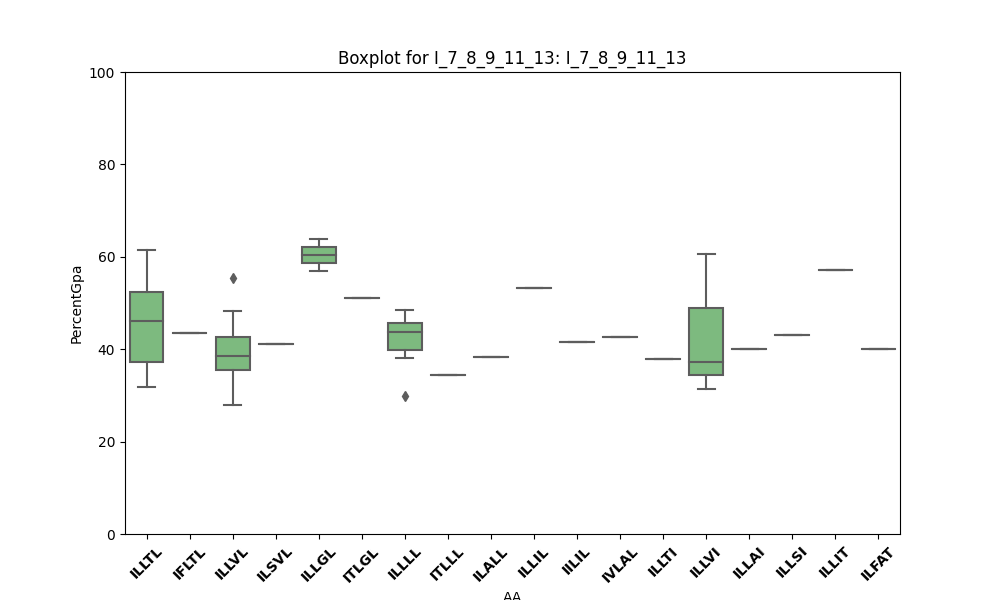 Boxplot for I_7_8_9_11_13: I_7_8_9_11_13
100
80
60
40
20
0
PercentGpa
ILLTL IFLTL ILLVL ILSVL ILLGL ITLGL ILLLL ITLLL ILALL ILLIL IILIL IVLAL ILLTI ILLVI ILLAI ILLSI ILLIT ILFAT
AA